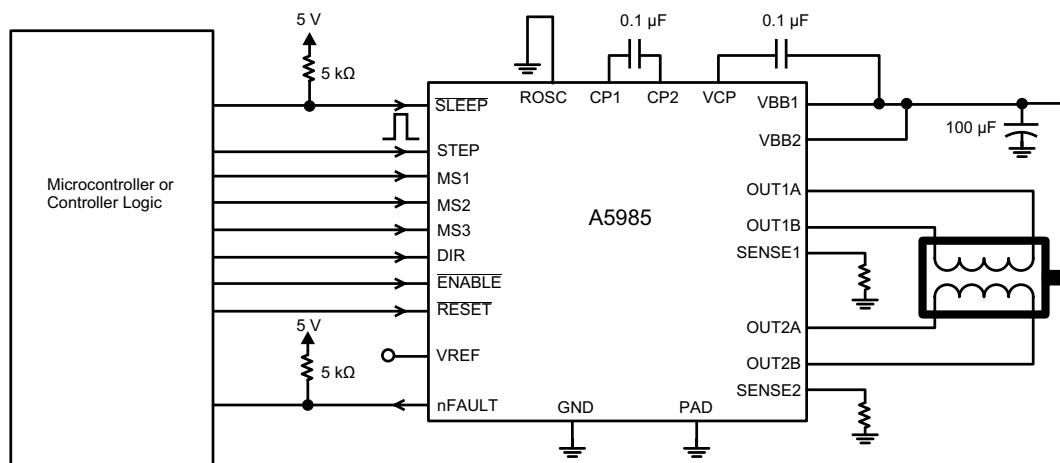 5 V
5 kΩ
0.1 µF
0.1 µF
SLEEP
ROSC
CP1
CP2
VCP
VBB1
VBB2
100 µF
STEP
MS1
MS2
MS3
DIR
ENABLE
RESET
Microcontroller or
Controller Logic
A5985
OUT1A
OUT1B
SENSE1
OUT2A
OUT2B
SENSE2
5 V
5 kΩ
VREF
nFAULT
GND
PAD